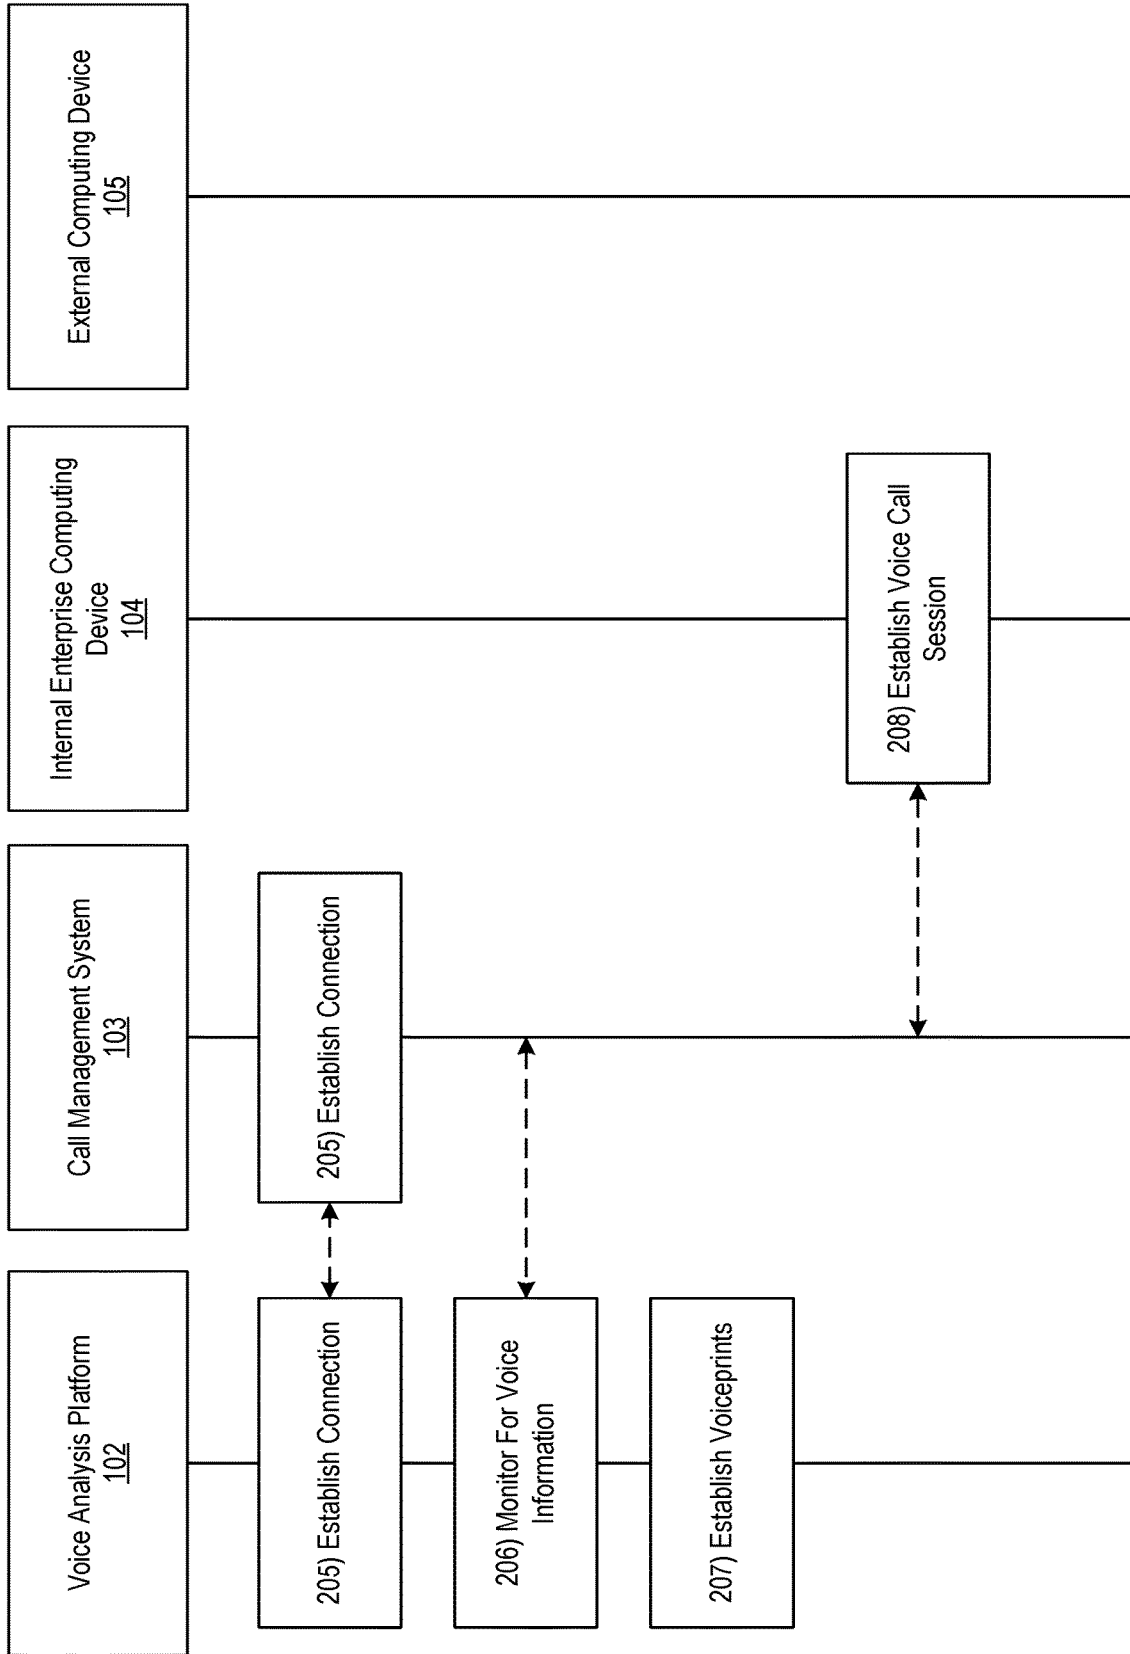 Voice Analysis Platform
102
Call Management System
103
Internal Enterprise Computing
Device
104
External Computing Device
105
205) Establish Connection
205) Establish Connection
206) Monitor For Voice
Information
207) Establish Voiceprints
208) Establish Voice Call
Session